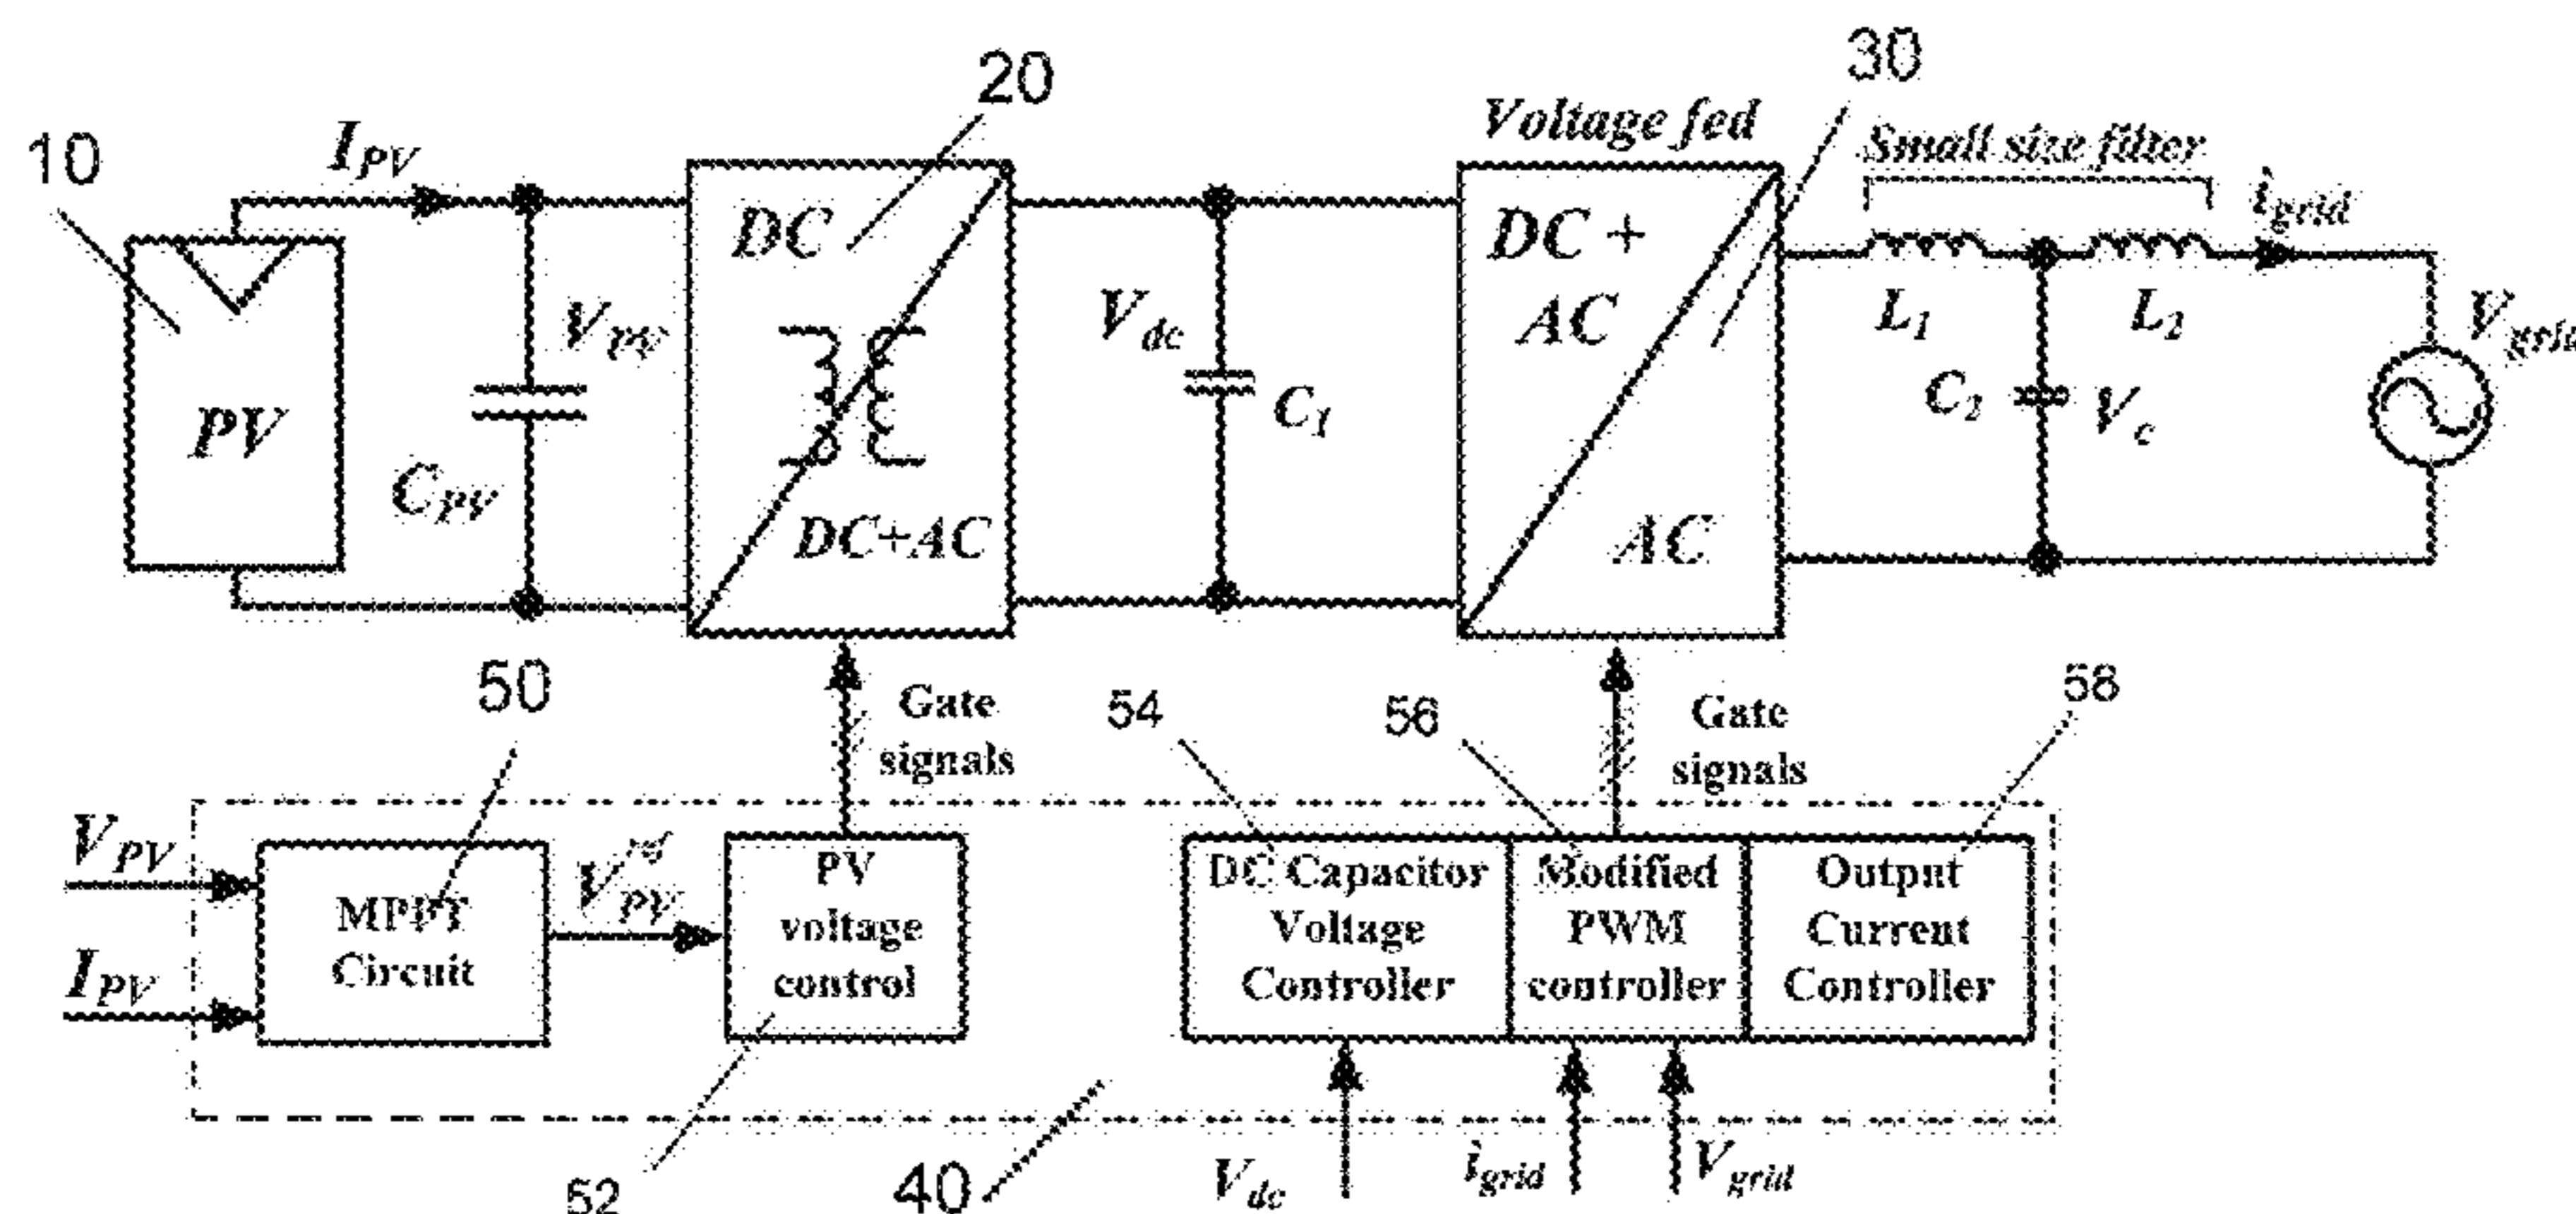 20
30
Voltage fed
Small size filter
10
I_PV
i_grid
DC
DC +
AC
V_PV
V_dc
L_1
L_2
V_grid
PV
C_PV
C_1
C_2
V_c
DC+AC
AC
50
Gate
signals
54
56
Gate
signals
58
V_PV
I_PV
MPPT
Circuit
V_PV^ref
PV
voltage
control
DC Capacitor
Voltage
Controller
Modified
PWM
controller
Output
Current
Controller
52
40
V_dc
i_grid
V_grid